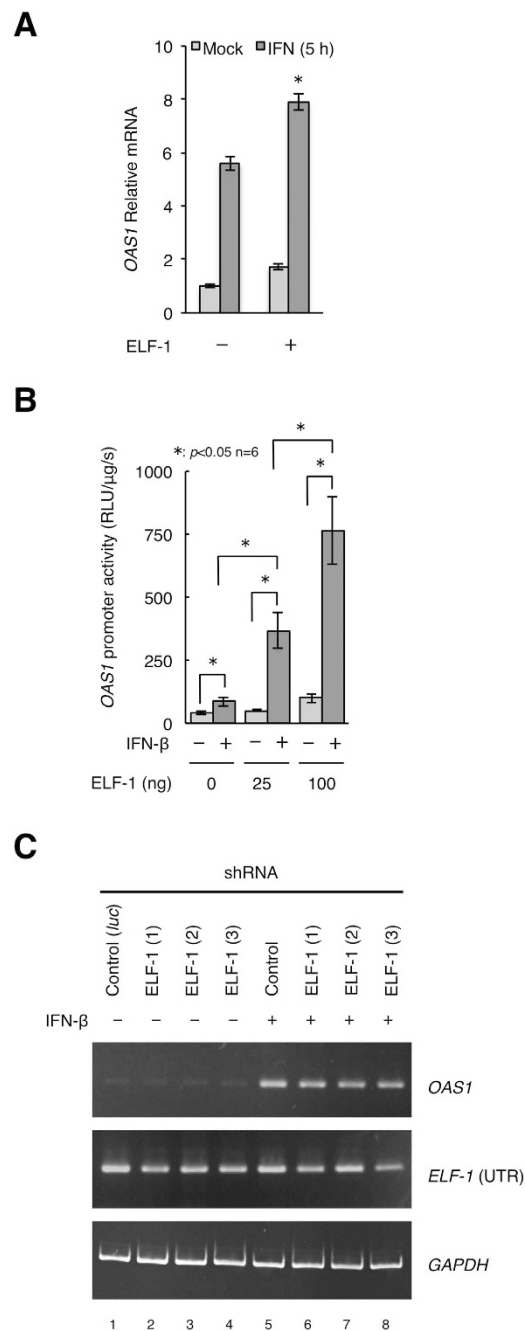 A
Mock IFN (5 h)
OAS1 Relative mRNA
10
8
6
4
2
0
*
ELF-1 – +
B
*: p<0.05 n=6
OAS1 promoter activity (RLU/µg/s)
1000
750
500
250
0
* * * * *
IFN-β – + – + – +
ELF-1 (ng) 0 25 100
C
shRNA
Control (luc)
ELF-1 (1)
ELF-1 (2)
ELF-1 (3)
Control
ELF-1 (1)
ELF-1 (2)
ELF-1 (3)
IFN-β – – – – + + + +
OAS1
ELF-1 (UTR)
GAPDH
1 2 3 4 5 6 7 8